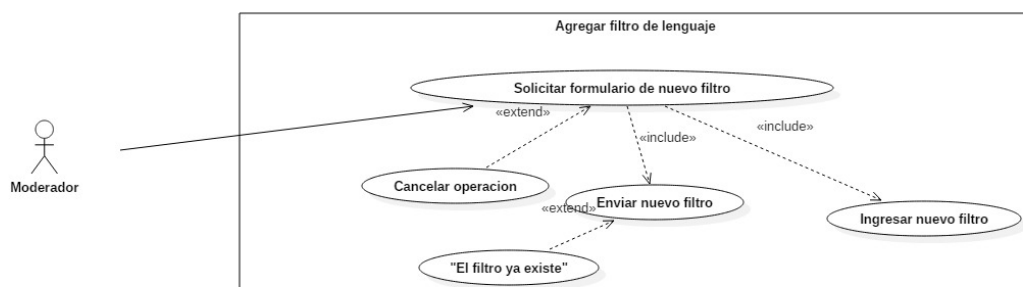 Agregar filtro de lenguaje
Solicitar formulario de nuevo filtro
«extend»
«include»
«include»
Moderador
Cancelar operacion
«extend»
Enviar nuevo filtro
Ingresar nuevo filtro
"El filtro ya existe"